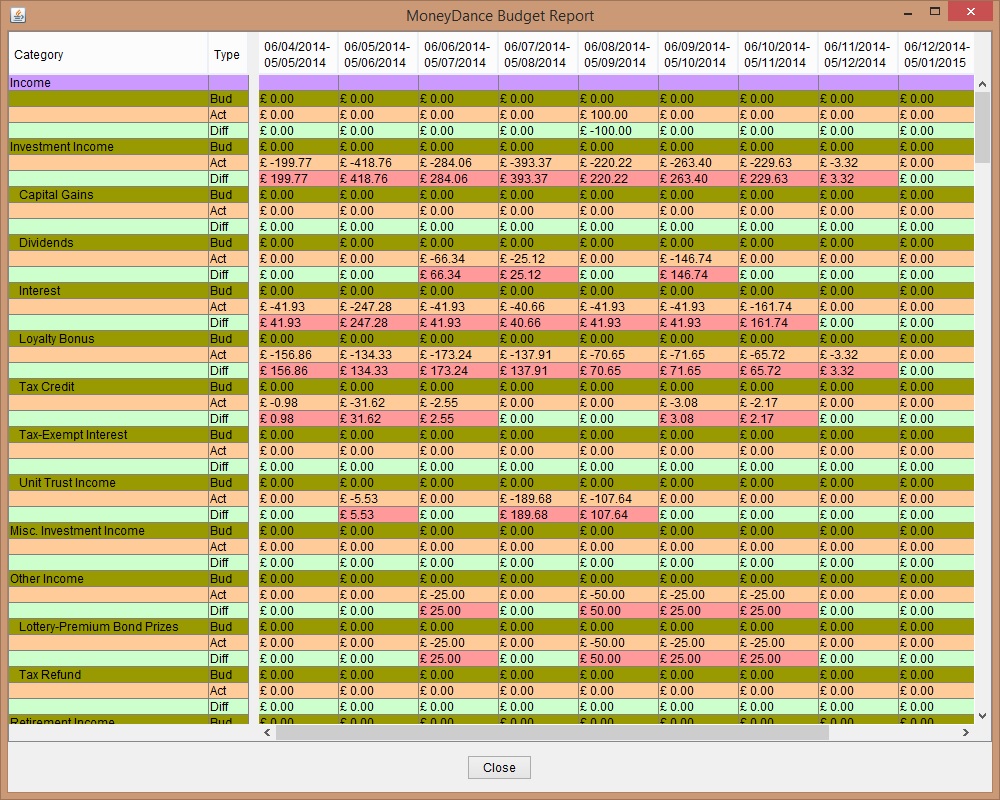 MoneyDance Budget Report
Category Type 06/04/2014- 06/05/2014- 06/06/2014- 06/07/2014- 06/08/2014- 06/09/2014- 06/10/2014- 06/11/2014- 06/12/2014-
05/05/2014 05/06/2014 05/07/2014 05/08/2014 05/09/2014 05/10/2014 05/11/2014 05/12/2014 05/01/2015
Income
Bud £ 0.00 £ 0.00 £ 0.00 £ 0.00 £ 0.00 £ 0.00 £ 0.00 £ 0.00 £ 0.00
Act £ 0.00 £ 0.00 £ 0.00 £ 0.00 £ 100.00 £ 0.00 £ 0.00 £ 0.00 £ 0.00
Diff £ 0.00 £ 0.00 £ 0.00 £ 0.00 £ -100.00 £ 0.00 £ 0.00 £ 0.00 £ 0.00
Investment Income Bud £ 0.00 £ 0.00 £ 0.00 £ 0.00 £ 0.00 £ 0.00 £ 0.00 £ 0.00 £ 0.00
Act £ -199.77 £ -418.76 £ -284.06 £ -393.37 £ -220.22 £ -263.40 £ -229.63 £ -3.32 £ 0.00
Diff £ 199.77 £ 418.76 £ 284.06 £ 393.37 £ 220.22 £ 263.40 £ 229.63 £ 3.32 £ 0.00
Capital Gains Bud £ 0.00 £ 0.00 £ 0.00 £ 0.00 £ 0.00 £ 0.00 £ 0.00 £ 0.00 £ 0.00
Act £ 0.00 £ 0.00 £ 0.00 £ 0.00 £ 0.00 £ 0.00 £ 0.00 £ 0.00 £ 0.00
Diff £ 0.00 £ 0.00 £ 0.00 £ 0.00 £ 0.00 £ 0.00 £ 0.00 £ 0.00 £ 0.00
Dividends Bud £ 0.00 £ 0.00 £ 0.00 £ 0.00 £ 0.00 £ 0.00 £ 0.00 £ 0.00 £ 0.00
Act £ 0.00 £ 0.00 £ -66.34 £ -25.12 £ 0.00 £ -146.74 £ 0.00 £ 0.00 £ 0.00
Diff £ 0.00 £ 0.00 £ 66.34 £ 25.12 £ 0.00 £ 146.74 £ 0.00 £ 0.00 £ 0.00
Interest Bud £ 0.00 £ 0.00 £ 0.00 £ 0.00 £ 0.00 £ 0.00 £ 0.00 £ 0.00 £ 0.00
Act £ -41.93 £ -247.28 £ -41.93 £ -40.66 £ -41.93 £ -41.93 £ -161.74 £ 0.00 £ 0.00
Diff £ 41.93 £ 247.28 £ 41.93 £ 40.66 £ 41.93 £ 41.93 £ 161.74 £ 0.00 £ 0.00
Loyalty Bonus Bud £ 0.00 £ 0.00 £ 0.00 £ 0.00 £ 0.00 £ 0.00 £ 0.00 £ 0.00 £ 0.00
Act £ -156.86 £ -134.33 £ -173.24 £ -137.91 £ -70.65 £ -71.65 £ -65.72 £ -3.32 £ 0.00
Diff £ 156.86 £ 134.33 £ 173.24 £ 137.91 £ 70.65 £ 71.65 £ 65.72 £ 3.32 £ 0.00
Tax Credit Bud £ 0.00 £ 0.00 £ 0.00 £ 0.00 £ 0.00 £ 0.00 £ 0.00 £ 0.00 £ 0.00
Act £ -0.98 £ -31.62 £ -2.55 £ 0.00 £ 0.00 £ -3.08 £ -2.17 £ 0.00 £ 0.00
Diff £ 0.98 £ 31.62 £ 2.55 £ 0.00 £ 0.00 £ 3.08 £ 2.17 £ 0.00 £ 0.00
Tax-Exempt Interest Bud £ 0.00 £ 0.00 £ 0.00 £ 0.00 £ 0.00 £ 0.00 £ 0.00 £ 0.00 £ 0.00
Act £ 0.00 £ 0.00 £ 0.00 £ 0.00 £ 0.00 £ 0.00 £ 0.00 £ 0.00 £ 0.00
Diff £ 0.00 £ 0.00 £ 0.00 £ 0.00 £ 0.00 £ 0.00 £ 0.00 £ 0.00 £ 0.00
Unit Trust Income Bud £ 0.00 £ 0.00 £ 0.00 £ 0.00 £ 0.00 £ 0.00 £ 0.00 £ 0.00 £ 0.00
Act £ 0.00 £ -5.53 £ 0.00 £ -189.68 £ -107.64 £ 0.00 £ 0.00 £ 0.00 £ 0.00
Diff £ 0.00 £ 5.53 £ 0.00 £ 189.68 £ 107.64 £ 0.00 £ 0.00 £ 0.00 £ 0.00
Misc. Investment Income Bud £ 0.00 £ 0.00 £ 0.00 £ 0.00 £ 0.00 £ 0.00 £ 0.00 £ 0.00 £ 0.00
Act £ 0.00 £ 0.00 £ 0.00 £ 0.00 £ 0.00 £ 0.00 £ 0.00 £ 0.00 £ 0.00
Diff £ 0.00 £ 0.00 £ 0.00 £ 0.00 £ 0.00 £ 0.00 £ 0.00 £ 0.00 £ 0.00
Other Income Bud £ 0.00 £ 0.00 £ 0.00 £ 0.00 £ 0.00 £ 0.00 £ 0.00 £ 0.00 £ 0.00
Act £ 0.00 £ 0.00 £ -25.00 £ 0.00 £ -50.00 £ -25.00 £ -25.00 £ 0.00 £ 0.00
Diff £ 0.00 £ 0.00 £ 25.00 £ 0.00 £ 50.00 £ 25.00 £ 25.00 £ 0.00 £ 0.00
Lottery-Premium Bond Prizes Bud £ 0.00 £ 0.00 £ 0.00 £ 0.00 £ 0.00 £ 0.00 £ 0.00 £ 0.00 £ 0.00
Act £ 0.00 £ 0.00 £ -25.00 £ 0.00 £ -50.00 £ -25.00 £ -25.00 £ 0.00 £ 0.00
Diff £ 0.00 £ 0.00 £ 25.00 £ 0.00 £ 50.00 £ 25.00 £ 25.00 £ 0.00 £ 0.00
Tax Refund Bud £ 0.00 £ 0.00 £ 0.00 £ 0.00 £ 0.00 £ 0.00 £ 0.00 £ 0.00 £ 0.00
Act £ 0.00 £ 0.00 £ 0.00 £ 0.00 £ 0.00 £ 0.00 £ 0.00 £ 0.00 £ 0.00
Diff £ 0.00 £ 0.00 £ 0.00 £ 0.00 £ 0.00 £ 0.00 £ 0.00 £ 0.00 £ 0.00
Retirement Income Bud £ 0.00 £ 0.00 £ 0.00 £ 0.00 £ 0.00 £ 0.00 £ 0.00 £ 0.00 £ 0.00
Close